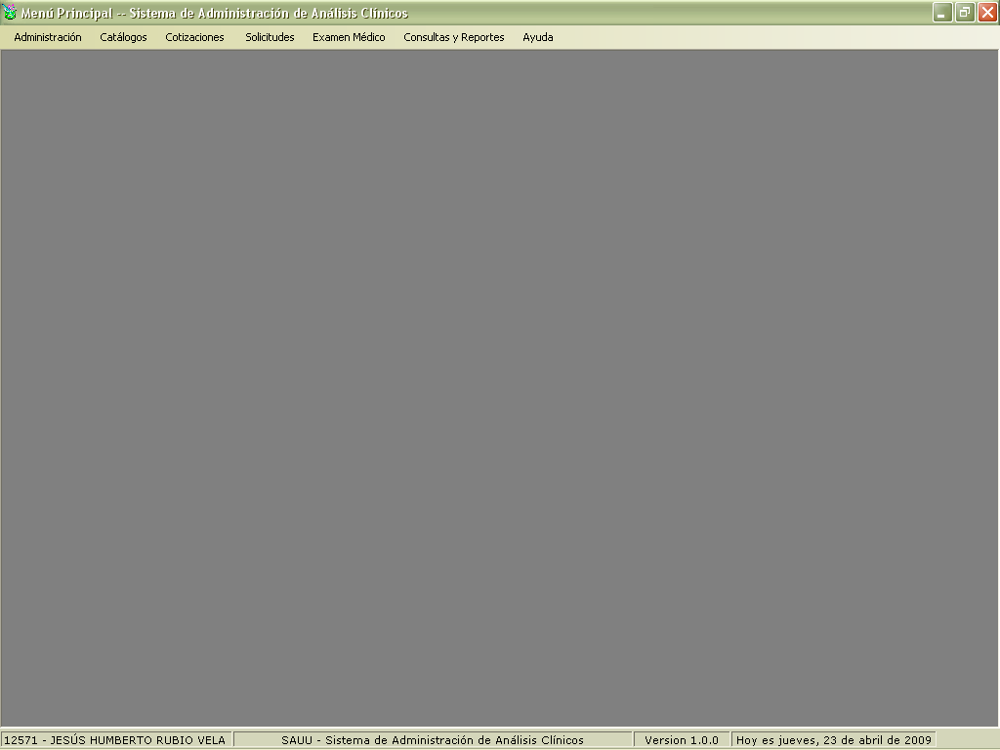 Menú Principal -- Sistema de Administración de Análisis Clínicos
Administración Catálogos Cotizaciones Solicitudes Examen Médico Consultas y Reportes Ayuda
12571 - JESÚS HUMBERTO RUBIO VELA SAUU - Sistema de Administración de Análisis Clínicos Version 1.0.0 Hoy es jueves, 23 de abril de 2009